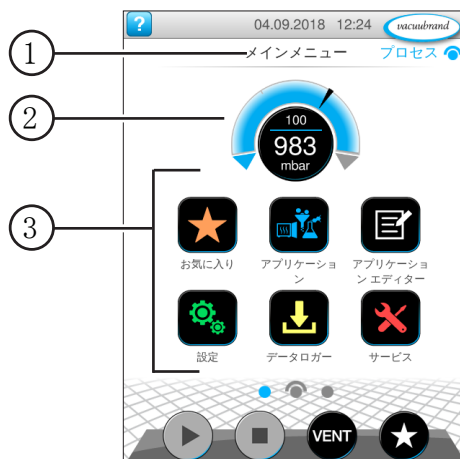 ? 04.09.2018 12:24 vacuubrand
① メインメニュー プロセス
②
100
983
mbar
③
お気に入り アプリケーショ アプリケーショ
ン ン エディター
設定 データロガー サービス
VENT